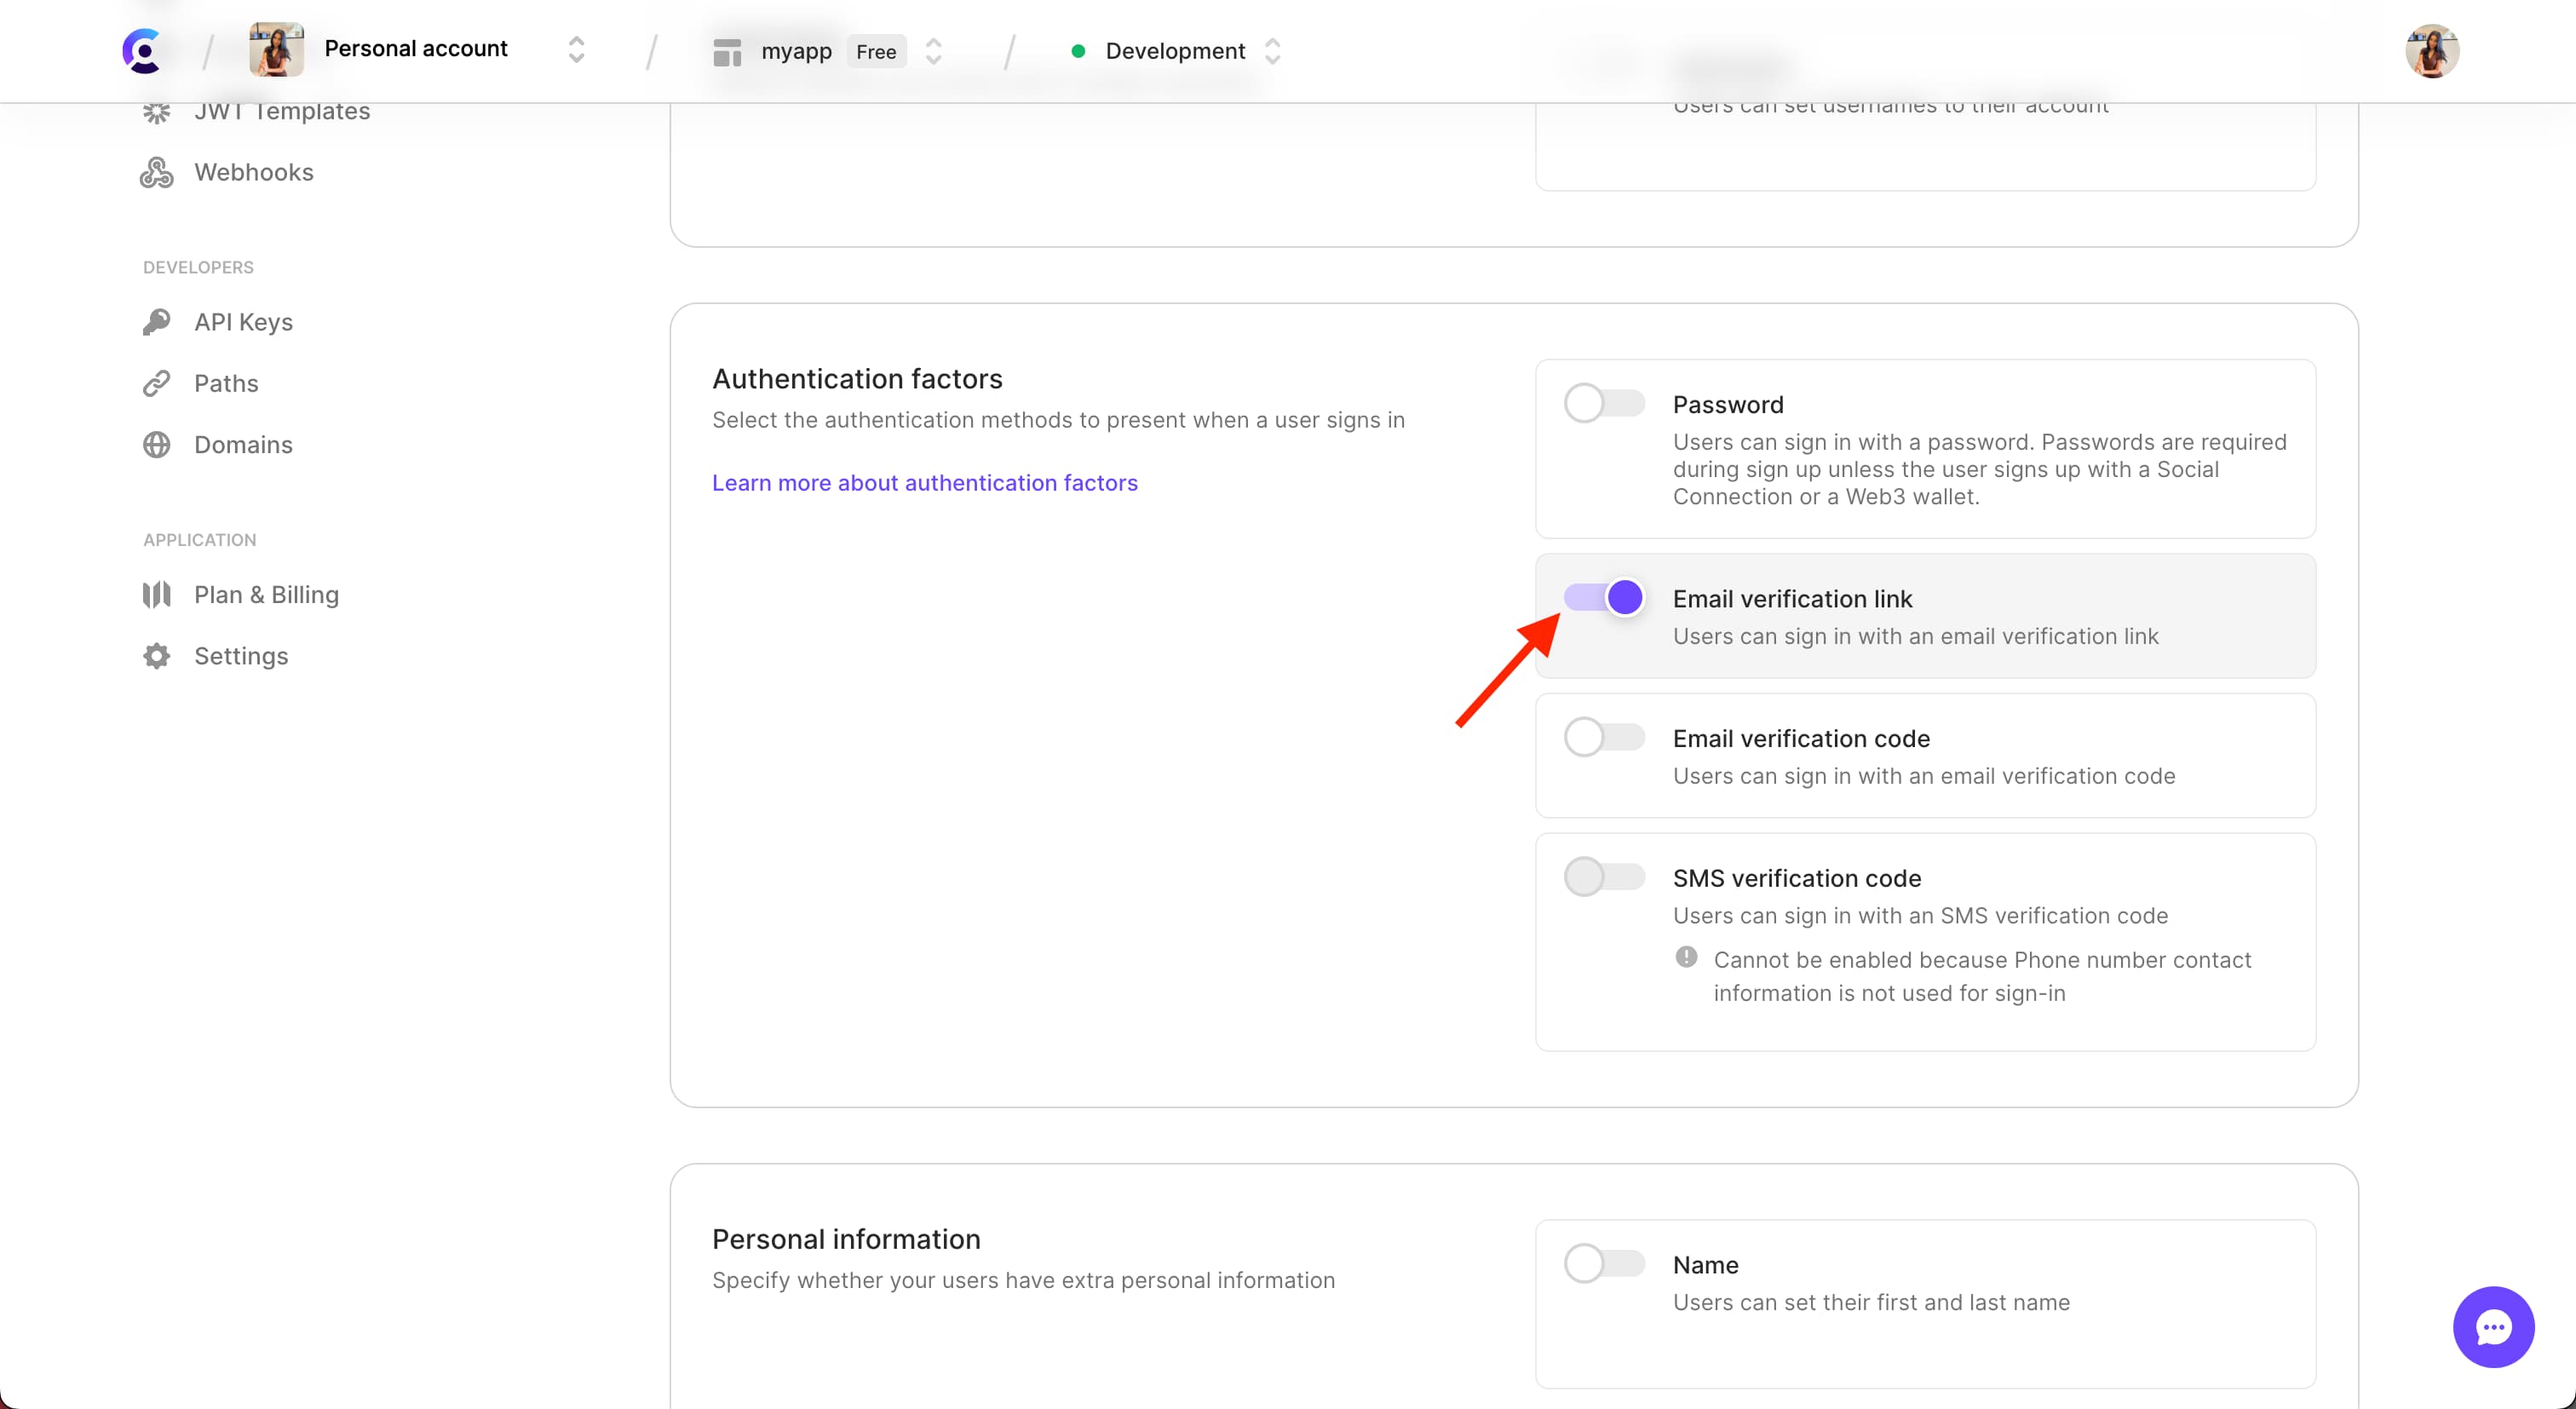 Personal account
myapp Free
Development
JWT Templates
Webhooks
DEVELOPERS
API Keys
Paths
Domains
APPLICATION
Plan & Billing
Settings
Users can set usernames to their account
Authentication factors
Select the authentication methods to present when a user signs in
Learn more about authentication factors
Password
Users can sign in with a password. Passwords are required
during sign up unless the user signs up with a Social
Connection or a Web3 wallet.
Email verification link
Users can sign in with an email verification link
Email verification code
Users can sign in with an email verification code
SMS verification code
Users can sign in with an SMS verification code
Cannot be enabled because Phone number contact
information is not used for sign-in
Personal information
Specify whether your users have extra personal information
Name
Users can set their first and last name